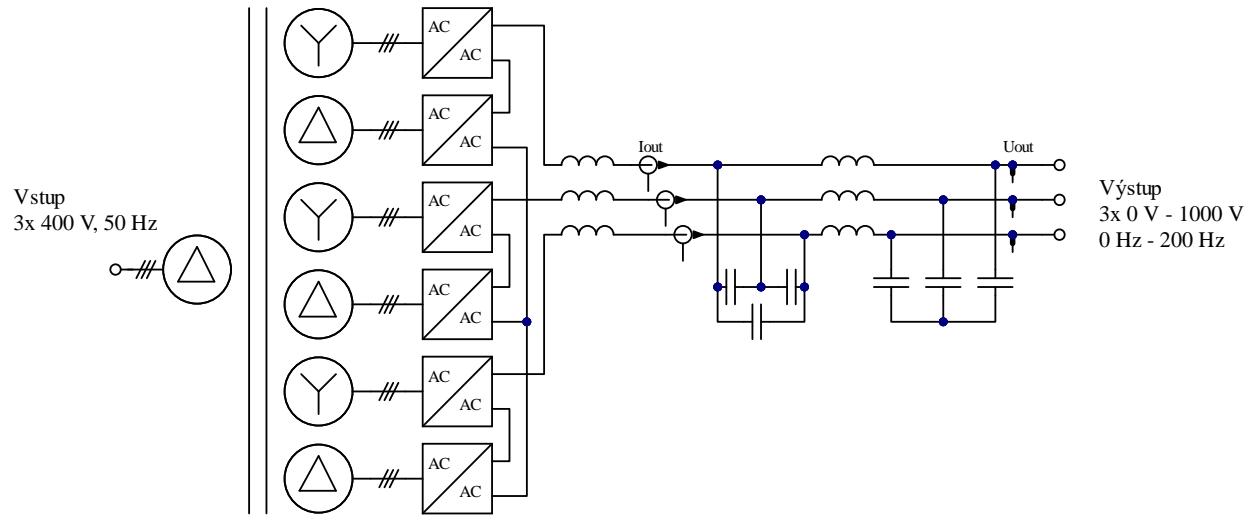 AC
AC
AC
AC
Iout
Uout
Vstup
3x 400 V, 50 Hz
AC
AC
Výstup
3x 0 V - 1000 V
0 Hz - 200 Hz
AC
AC
AC
AC
AC
AC